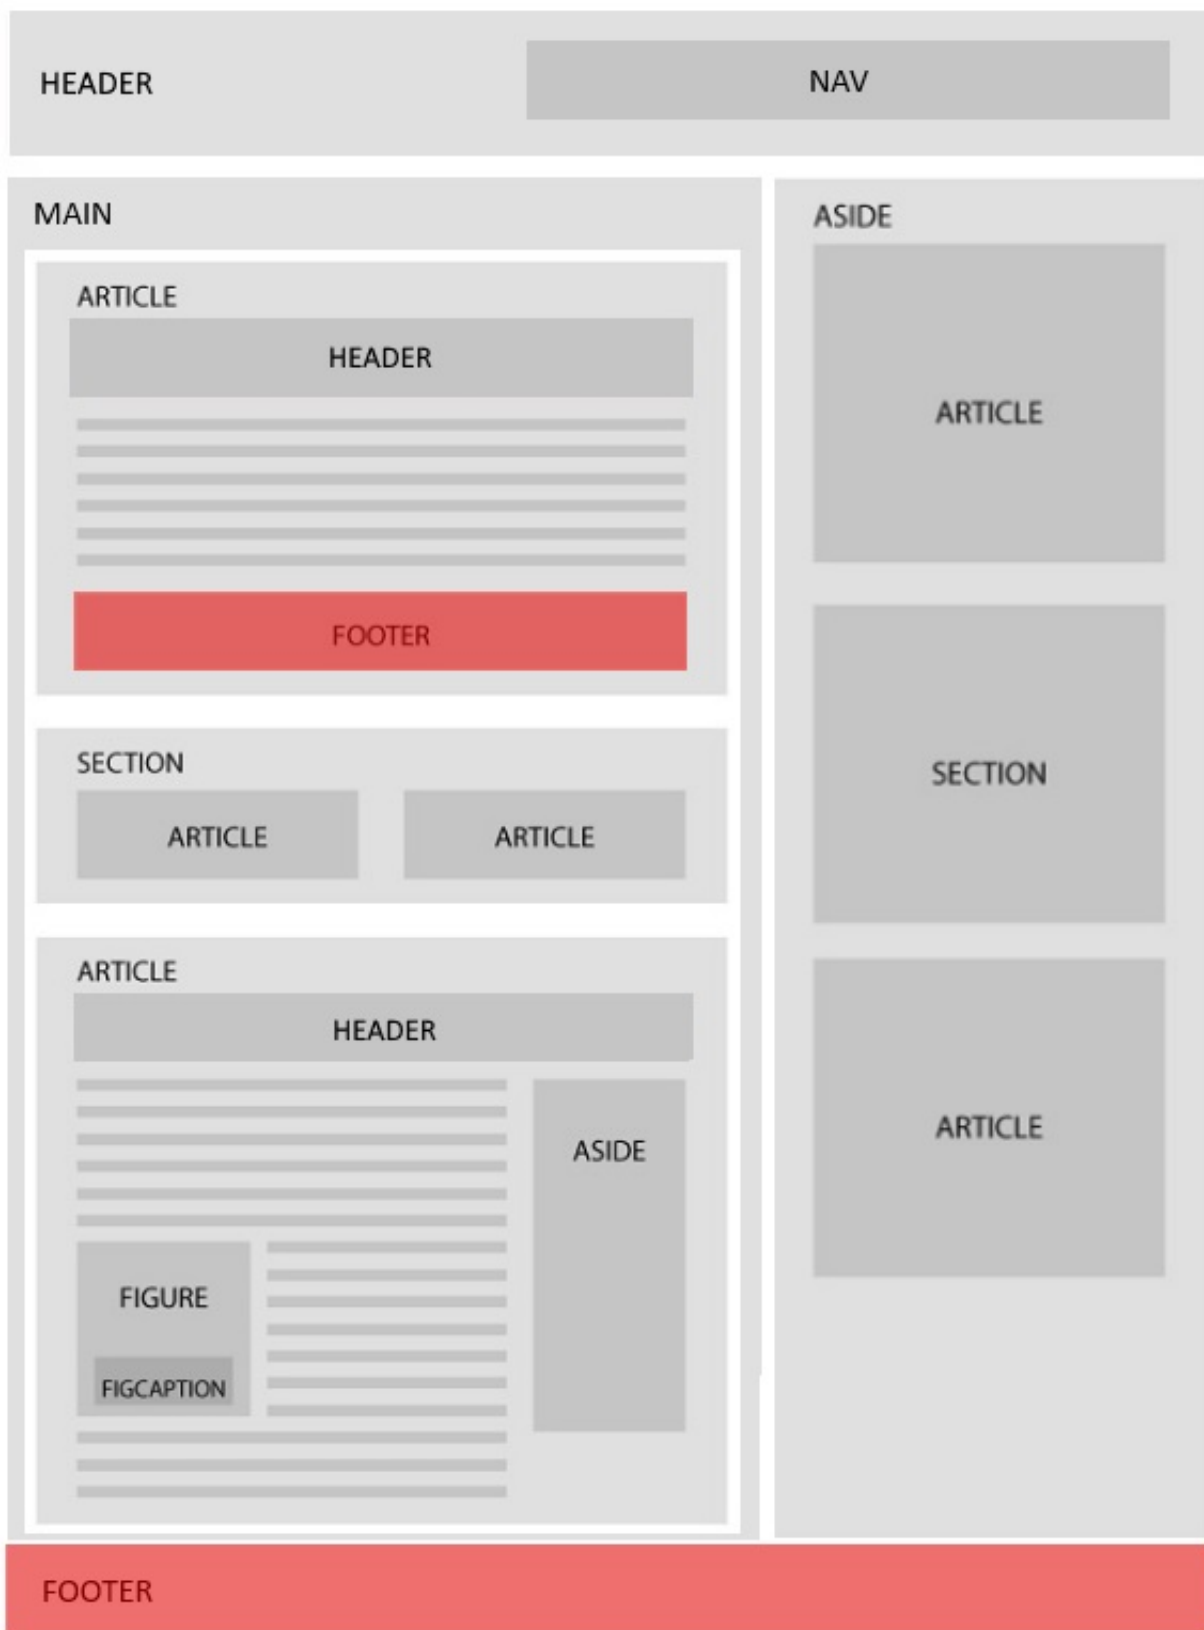 HEADER
NAV
MAIN
ARTICLE
HEADER
FOOTER
SECTION
ARTICLE
ARTICLE
ARTICLE
HEADER
ASIDE
FIGURE
FIGCAPTION
ASIDE
ARTICLE
SECTION
ARTICLE
FOOTER